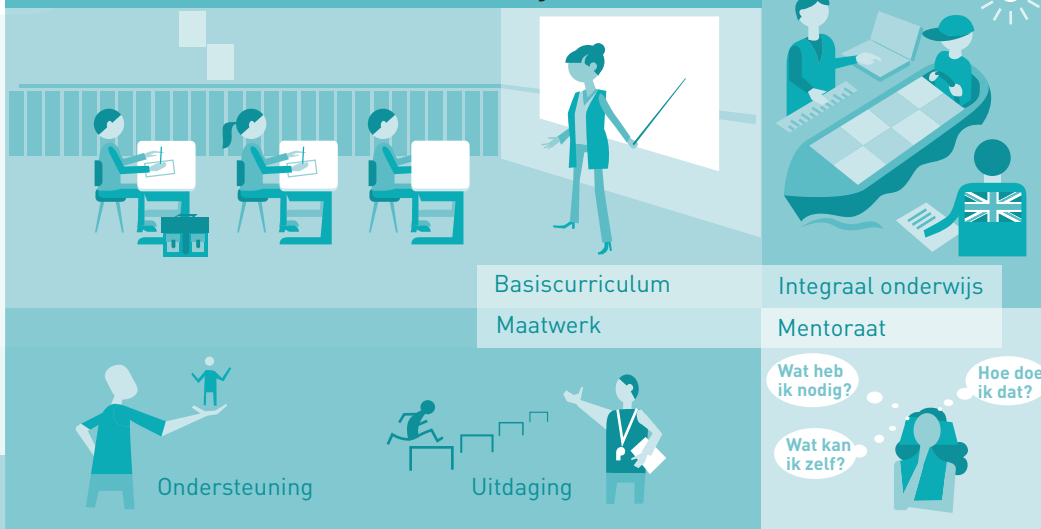 Basiscurriculum
Integraal onderwijs
Maatwerk
Mentoraat
Wat heb
ik nodig?
Hoe doe
ik dat?
Wat kan
ik zelf?
Ondersteuning
Uitdaging